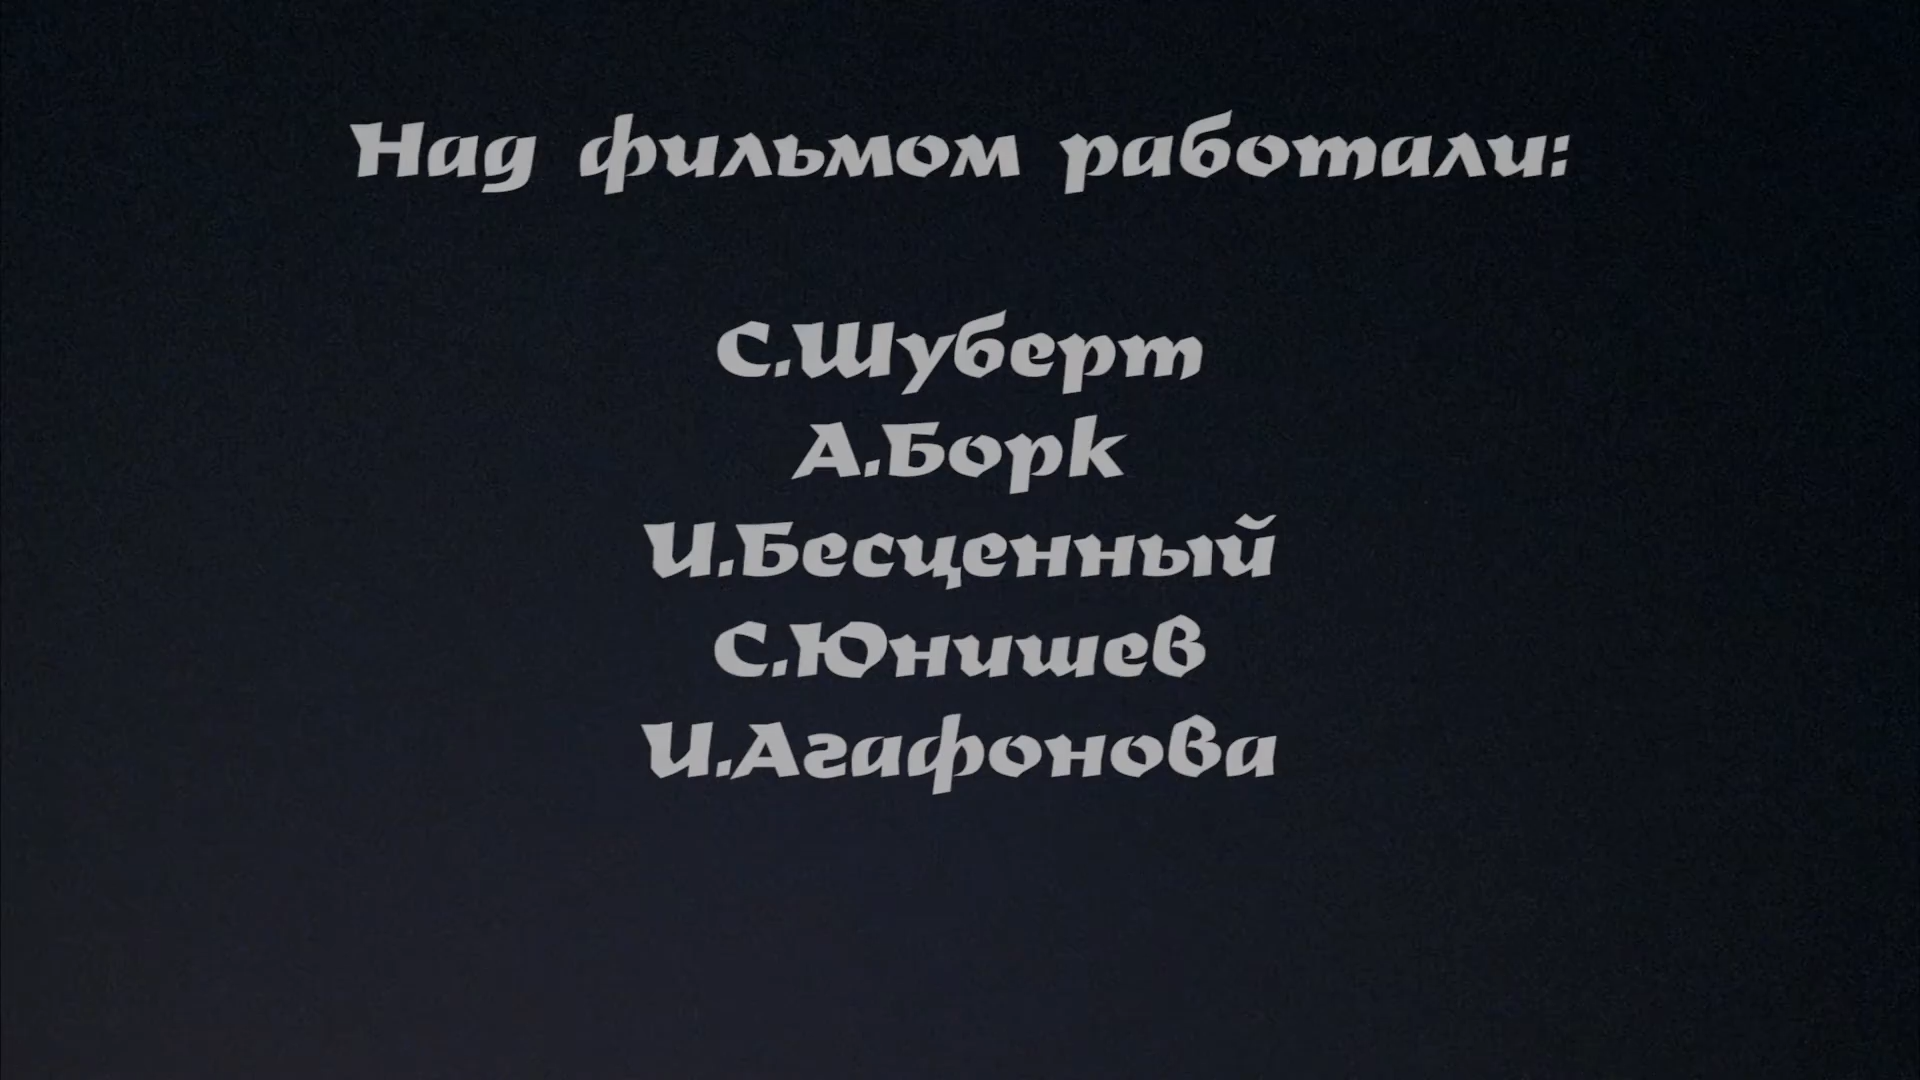 Над фильмом работали:
С.Шуберт
А.Борк
И.Бесценный
С.Юнишев
И.Агафонова